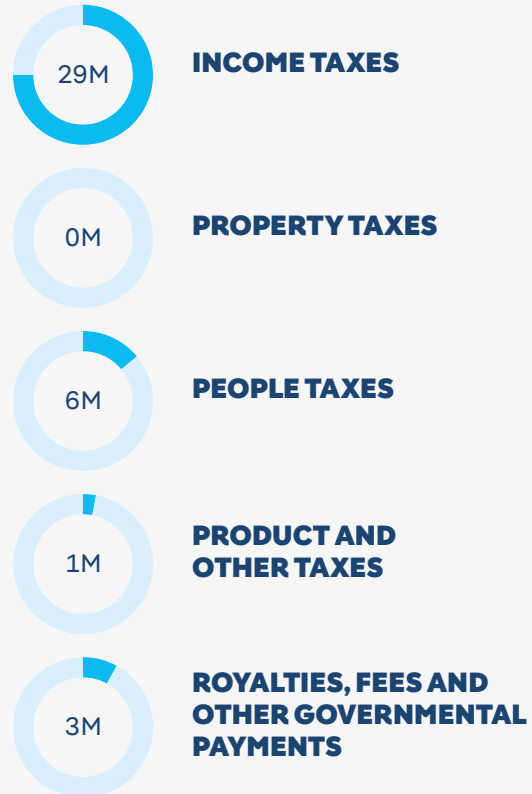 29M
INCOME TAXES
0M
PROPERTY TAXES
6M
PEOPLE TAXES
1M
PRODUCT AND
OTHER TAXES
3M
ROYALTIES, FEES AND
OTHER GOVERNMENTAL
PAYMENTS